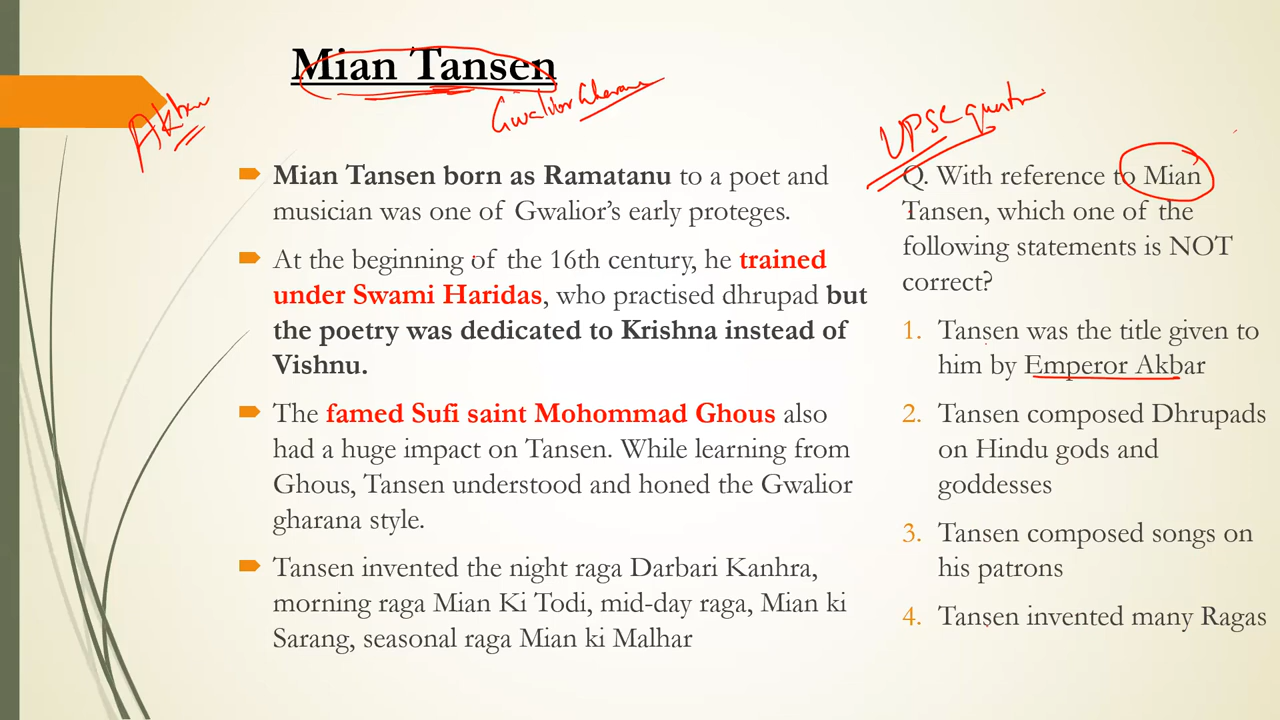 Mian Tansen
Akbar
Gwalior Gharana
UPSC question
Mian Tansen born as Ramatanu to a poet and
musician was one of Gwalior’s early proteges.
At the beginning of the 16th century, he trained
under Swami Haridas, who practised dhrupad but
the poetry was dedicated to Krishna instead of
Vishnu.
The famed Sufi saint Mohommad Ghous also
had a huge impact on Tansen. While learning from
Ghous, Tansen understood and honed the Gwalior
gharana style.
Tansen invented the night raga Darbari Kanhra,
morning raga Mian Ki Todi, mid-day raga, Mian ki
Sarang, seasonal raga Mian ki Malhar
Q. With reference to Mian
Tansen, which one of the
following statements is NOT
correct?
1. Tansen was the title given to
him by Emperor Akbar
2. Tansen composed Dhrupads
on Hindu gods and
goddesses
3. Tansen composed songs on
his patrons
4. Tansen invented many Ragas